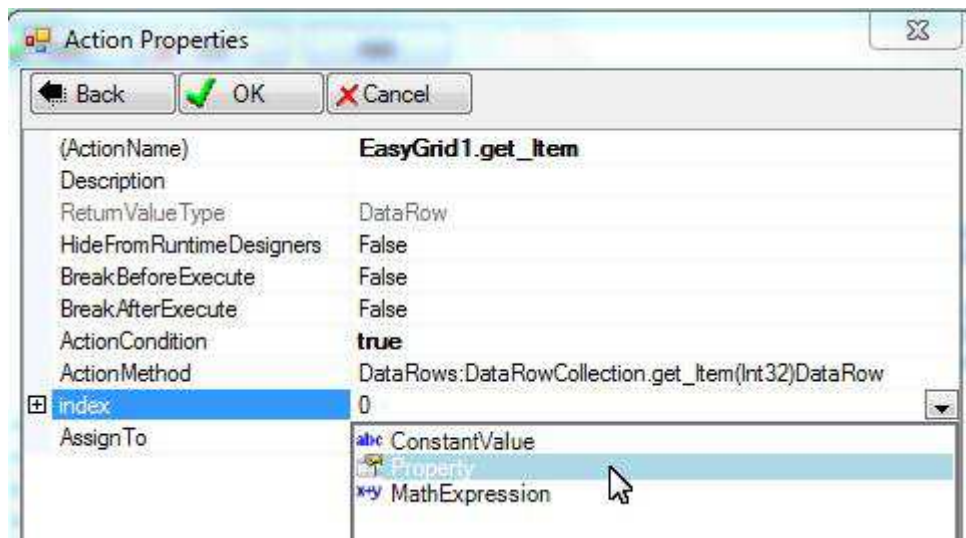 Action Properties
Back OK Cancel
(ActionName) EasyGrid1.get_Item
Description
ReturnValueType DataRow
HideFromRuntimeDesigners False
BreakBeforeExecute False
BreakAfterExecute False
ActionCondition true
ActionMethod DataRows:DataRowCollection.get_Item(Int32)DataRow
index 0
AssignTo
abc ConstantValue
Property
x+y MathExpression